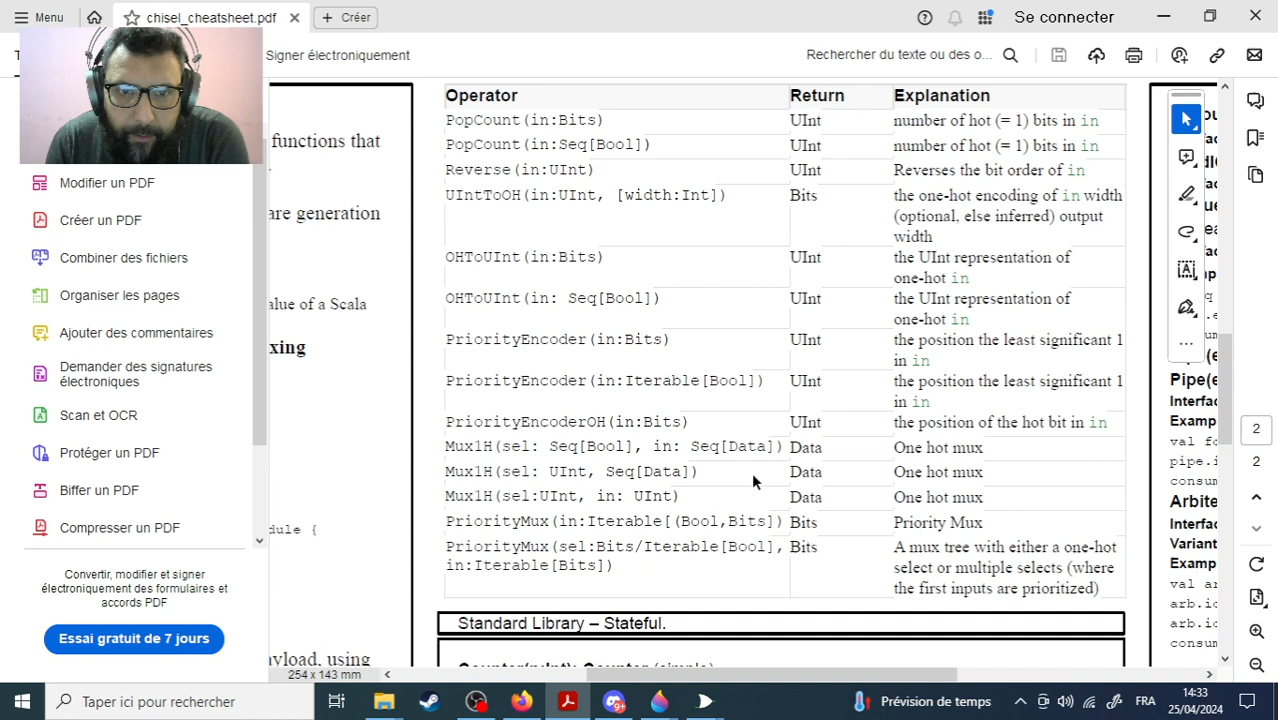 Menu
chisel_cheatsheet.pdf
Créer
Se connecter
Signer électroniquement
Rechercher du texte ou des o...
Modifier un PDF
Créer un PDF
Combiner des fichiers
Organiser les pages
Ajouter des commentaires
Demander des signatures
électroniques
Scan et OCR
Protéger un PDF
Biffer un PDF
Compresser un PDF
Convertir, modifier et signer
électroniquement des formulaires et
accords PDF
Essai gratuit de 7 jours
functions that
are generation
alue of a Scala
xing
dule {
yload, using
254 x 143 mm
Operator Return Explanation
PopCount(in:Bits) UInt number of hot (= 1) bits in in
PopCount(in:Seq[Bool]) UInt number of hot (= 1) bits in in
Reverse(in:UInt) UInt Reverses the bit order of in
UIntToOH(in:UInt, [width:Int]) Bits the one-hot encoding of in width
(optional, else inferred) output
width
OHToUInt(in:Bits) UInt the UInt representation of
one-hot in
OHToUInt(in: Seq[Bool]) UInt the UInt representation of
one-hot in
PriorityEncoder(in:Bits) UInt the position the least significant 1
in in
PriorityEncoder(in:Iterable[Bool]) UInt the position the least significant 1
in in
PriorityEncoderOH(in:Bits) UInt the position of the hot bit in in
Mux1H(sel: Seq[Bool], in: Seq[Data]) Data One hot mux
Mux1H(sel: UInt, Seq[Data]) Data One hot mux
Mux1H(sel:UInt, in: UInt) Data One hot mux
PriorityMux(in:Iterable[(Bool,Bits]) Bits Priority Mux
PriorityMux(sel:Bits/Iterable[Bool], Bits A mux tree with either a one-hot
in:Iterable[Bits]) select or multiple selects (where
the first inputs are prioritized)
Standard Library – Stateful.
Pipe(e
Interfac
Examp
val fo
pipe.i
consum
Arbite
Interfac
Variant
Examp
val ar
arb.ic
arb.ic
consum
2
2
Taper ici pour rechercher
9+
Prévision de temps
FRA
14:33
25/04/2024
2